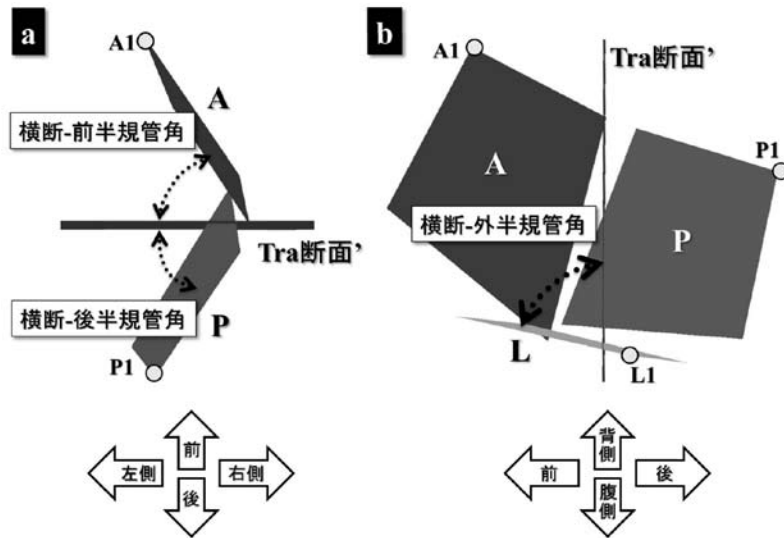 a
A1
A
横断-前半規管角
Tra断面'
横断-後半規管角
P
P1
前
左側
右側
後
b
Tra断面'
A1
P1
A
横断-外半規管角
P
L
L1
背側
前
後
腹側